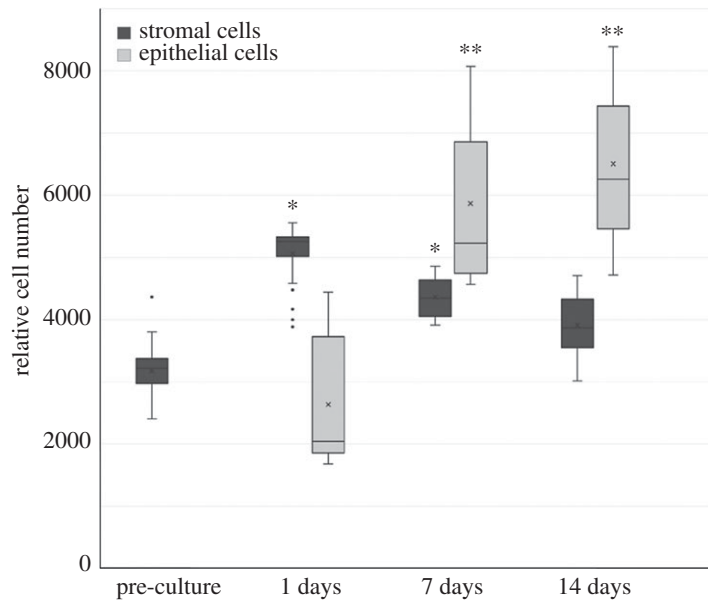 stromal cells
epithelial cells
relative cell number
8000
6000
4000
2000
0
*
*
**
**
pre-culture
1 days
7 days
14 days